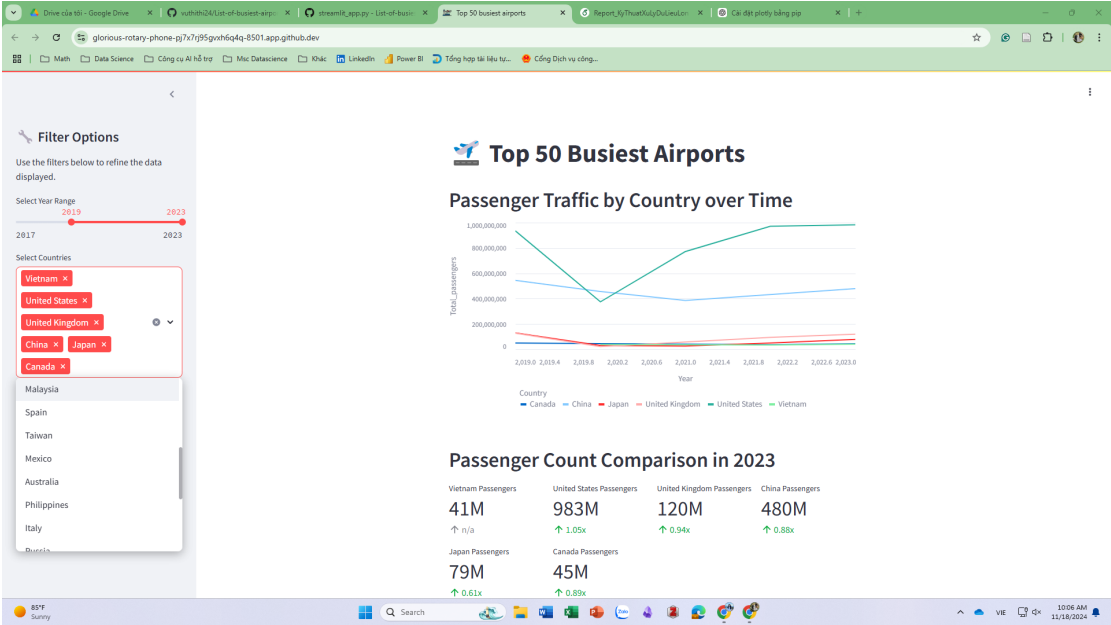 Drive của tôi - Google Drive
vuthithi24/List-of-busiest-airpo
streamlit_app.py - List-of-busie
Top 50 busiest airports
Report_KyThuatXuLyDuLieuLon
Cài đặt plotly bằng pip
glorious-rotary-phone-pj7x7rj95gvxh6q4q-8501.app.github.dev
Math
Data Science
Công cụ AI hỗ trợ
Msc Datascience
Khác
LinkedIn
Power BI
Tổng hợp tài liệu tự...
Cổng Dịch vụ công...
Filter Options
Use the filters below to refine the data
displayed.
Select Year Range
2019 2023
2017 2023
Select Countries
Vietnam ×
United States ×
United Kingdom ×
China × Japan ×
Canada ×
Malaysia
Spain
Taiwan
Mexico
Australia
Philippines
Italy
Russia
Top 50 Busiest Airports
Passenger Traffic by Country over Time
1,000,000,000
800,000,000
600,000,000
400,000,000
200,000,000
0
Total_passengers
2,019.0 2,019.4 2,019.8 2,020.2 2,020.6 2,021.0 2,021.4 2,021.8 2,022.2 2,022.6 2,023.0
Year
Country
Canada China Japan United Kingdom United States Vietnam
Passenger Count Comparison in 2023
Vietnam Passengers United States Passengers United Kingdom Passengers China Passengers
41M 983M 120M 480M
↑ n/a ↑ 1.05x ↑ 0.94x ↑ 0.88x
Japan Passengers Canada Passengers
79M 45M
↑ 0.61x ↑ 0.89x
85°F
Sunny
Search
Zalo
VIE
10:06 AM
11/18/2024